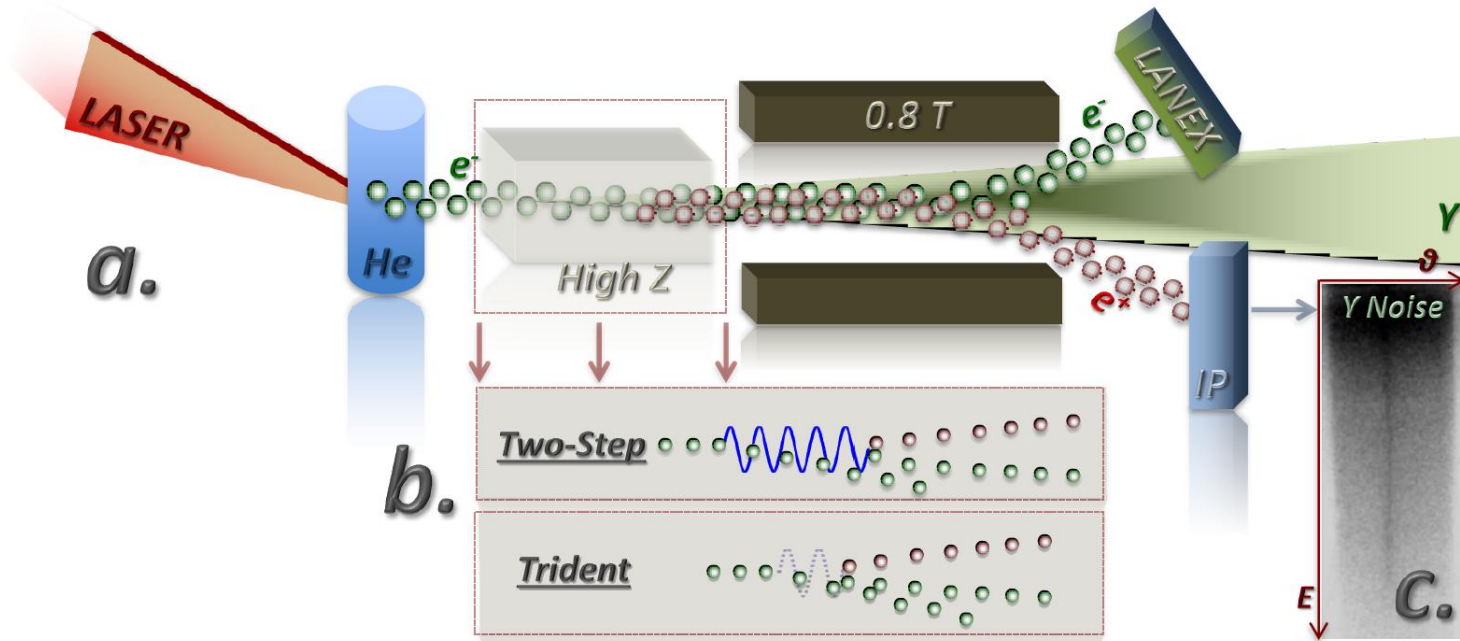 LASER
He
e-
High Z
0.8 T
e-
LANEX
γ
e+
IP
a.
ϑ
γ Noise
E
c.
b.
Two-Step
Trident